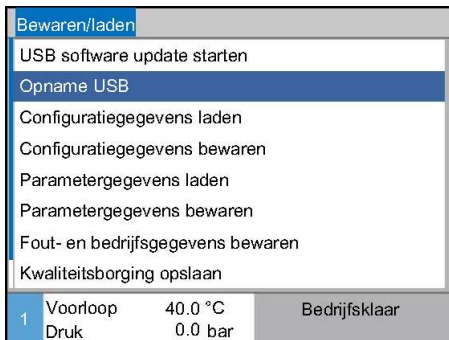 Bewaren/laden
USB software update starten
Opname USB
Configuratiegegevens laden
Configuratiegegevens bewaren
Parametergegevens laden
Parametergegevens bewaren
Fout- en bedrijfsgegevens bewaren
Kwaliteitsborging opslaan
1 Voorloop 40.0 °C Bedrijfsklaar
Druk 0.0 bar